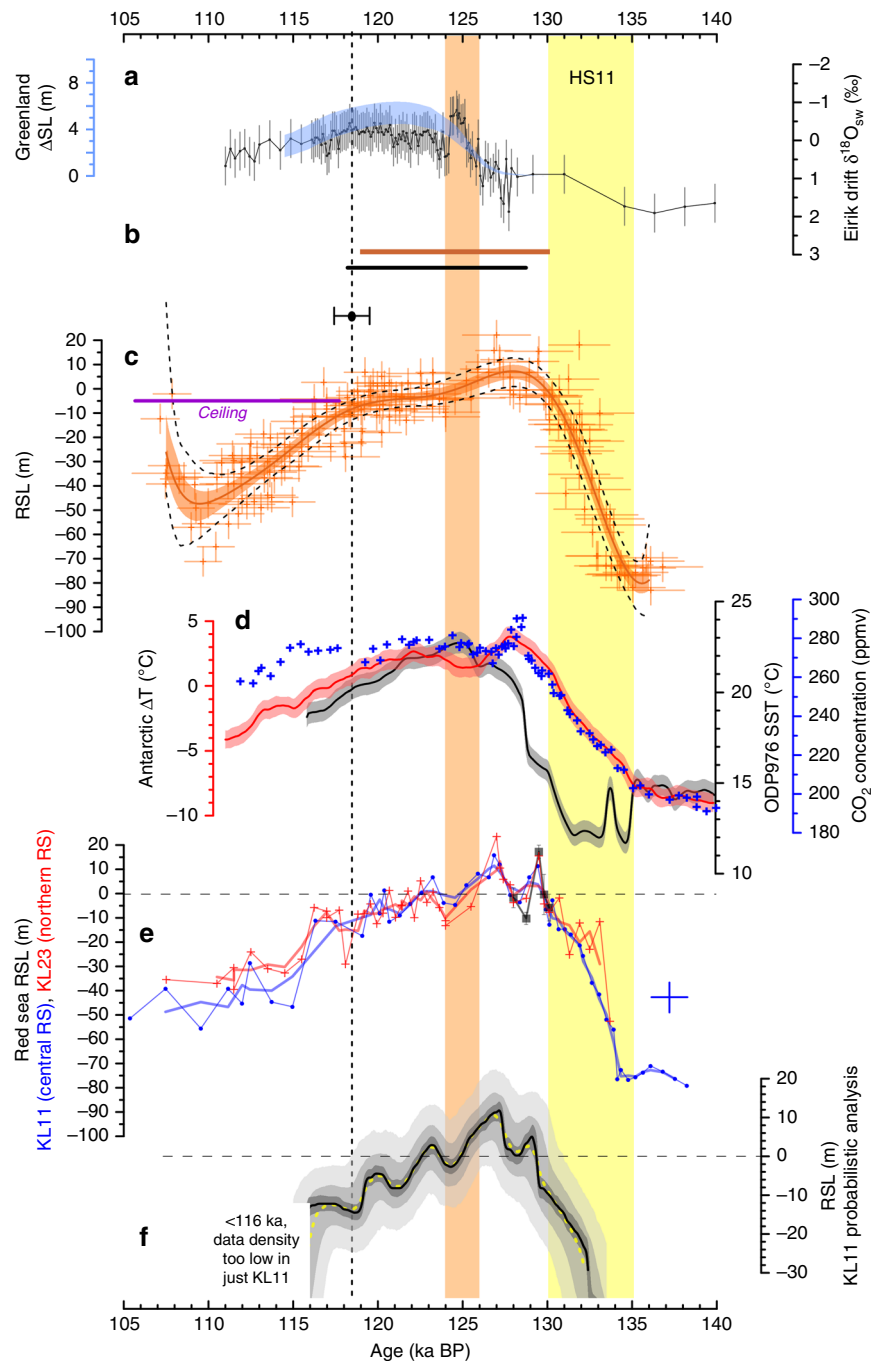 105 110 115 120 125 130 135 140
a
HS11
Greenland
ΔSL (m)
8
4
0
−2
−1
0
1
2
3
Eirik drift δ18Osw (‰)
b
c
20
10
0
−10
−20
−30
−40
−50
−60
−70
−80
−90
−100
RSL (m)
Ceiling
d
5
0
−5
−10
Antarctic ΔT (°C)
25
20
15
10
ODP976 SST (°C)
300
280
260
240
220
200
180
CO2 concentration (ppmv)
e
20
10
0
−10
−20
−30
−40
−50
−60
−70
−80
−90
−100
Red sea RSL (m)
KL11 (central RS), KL23 (northern RS)
f
<116 ka,
data density
too low in
just KL11
20
10
0
−10
−20
−30
RSL (m)
KL11 probabilistic analysis
105 110 115 120 125 130 135 140
Age (ka BP)